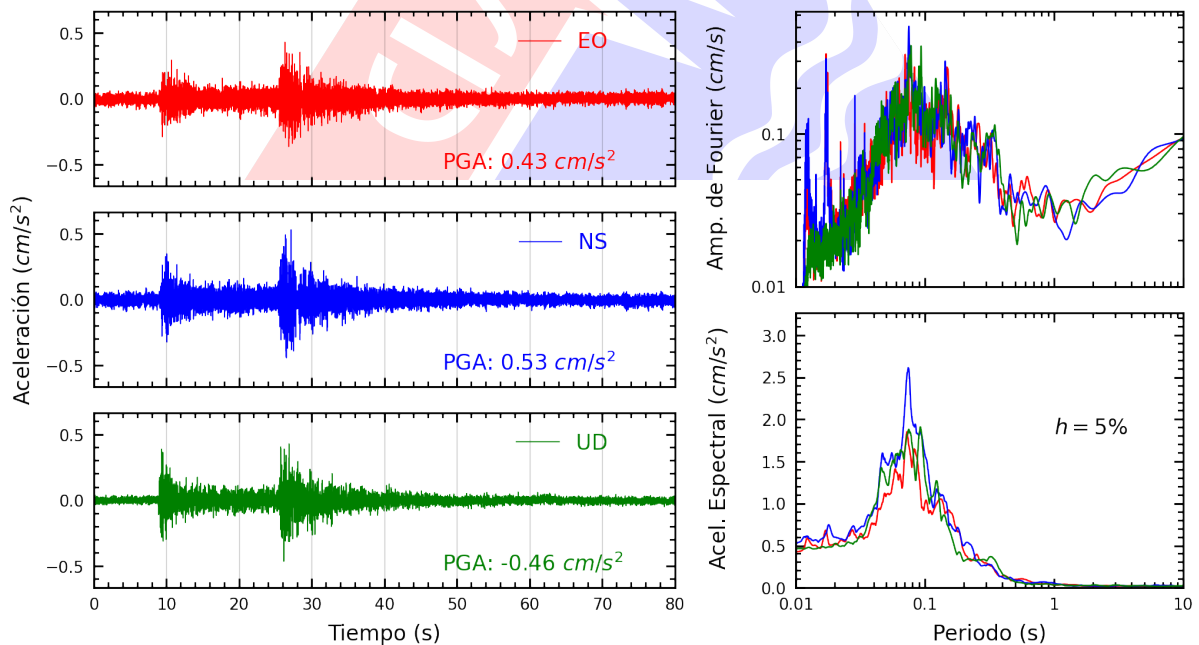 Aceleración (cm/s²)
0.5
0.0
−0.5
EO
PGA: 0.43 cm/s²
0.5
0.0
−0.5
NS
PGA: 0.53 cm/s²
0.5
0.0
−0.5
UD
PGA: -0.46 cm/s²
0 10 20 30 40 50 60 70 80
Tiempo (s)
Amp. de Fourier (cm/s)
0.1
0.01
Acel. Espectral (cm/s²)
3.0
2.5
2.0
1.5
1.0
0.5
0.0
h = 5%
0.01 0.1 1 10
Periodo (s)